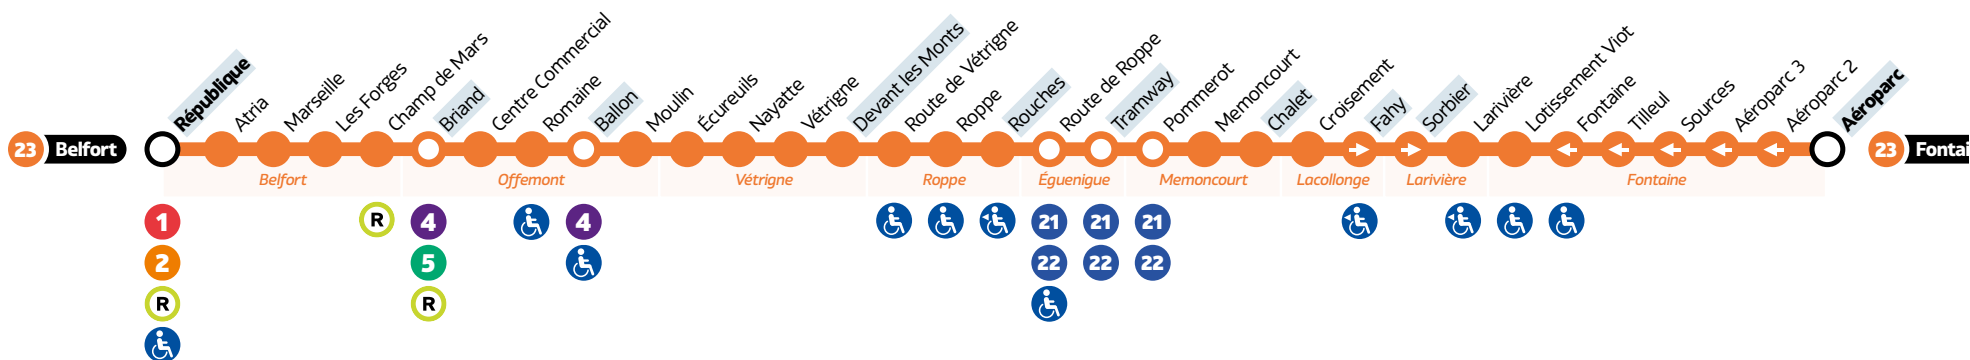 23 Belfort
République
Atria
Marseille
Les Forges
Champ de Mars
Briand
Centre Commercial
Romaine
Ballon
Moulin
Écureuils
Nayatte
Vétrigne
Devant les Monts
Route de Vétrigne
Roppe
Rouches
Route de Roppe
Tramway
Pommerot
Memoncourt
Chalet
Croisement
Fahy
Sorbier
Larivière
Lotissement Viot
Fontaine
Tilleul
Sources
Aéroparc 3
Aéroparc 2
Aéroparc
23 Fontai
Belfort
Offemont
Vétrigne
Roppe
Éguenigue
Memoncourt
Lacollonge
Larivière
Fontaine
1 R 4 4 21 21 21
2 5 22 22 22
R R